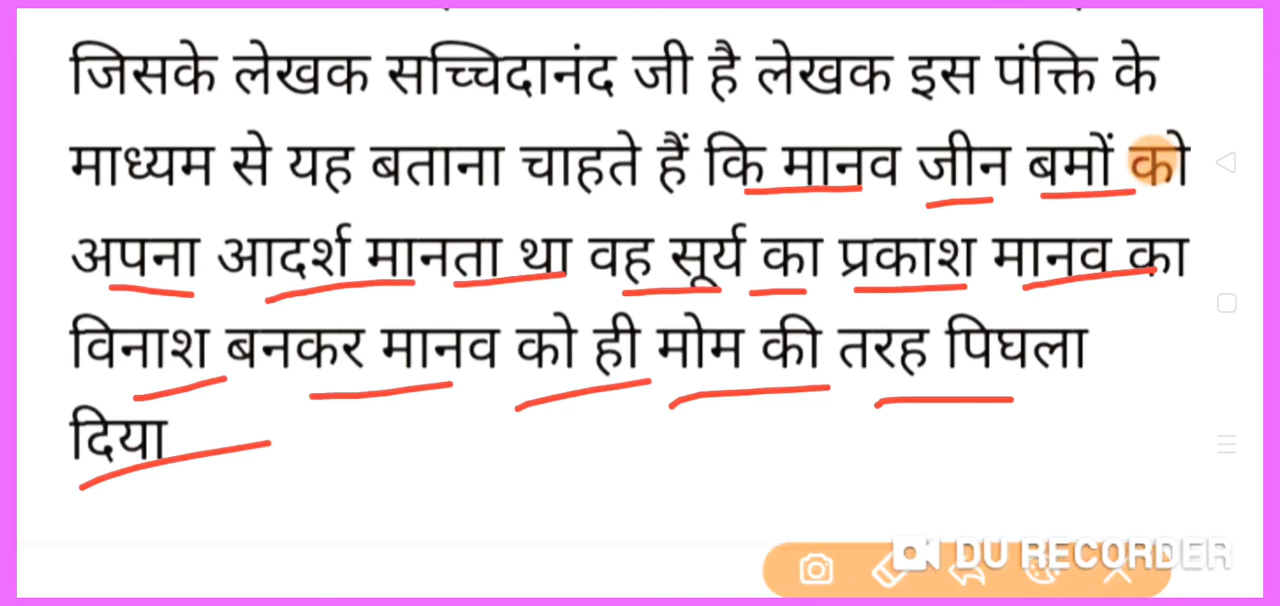 जिसके लेखक सच्चिदानंद जी है लेखक इस पंक्ति के
माध्यम से यह बताना चाहते हैं कि मानव जीन बमों को
अपना आदर्श मानता था वह सूर्य का प्रकाश मानव का
विनाश बनकर मानव को ही मोम की तरह पिघला
दिया
DU RECORDER